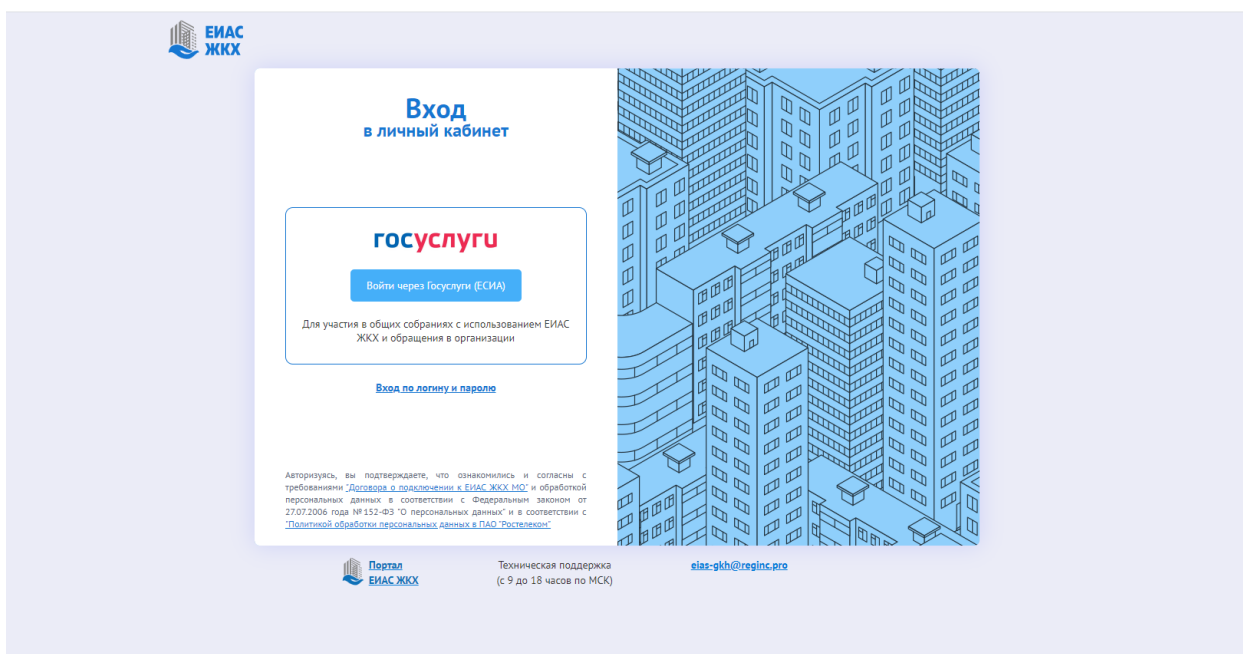 ЕИАС
ЖКХ
Вход
в личный кабинет
госуслуги
Войти через Госуслуги (ЕСИА)
Для участия в общих собраниях с использованием ЕИАС
ЖКХ и обращения в организации
Вход по логину и паролю
Авторизуясь, вы подтверждаете, что ознакомились и согласны с
требованиями "Договора о подключении к ЕИАС ЖКХ МО" и обработкой
персональных данных в соответствии с Федеральным законом от
27.07.2006 года №152-ФЗ "О персональных данных" и в соответствии с
"Политикой обработки персональных данных в ПАО "Ростелеком"
Портал
ЕИАС ЖКХ
Техническая поддержка
(с 9 до 18 часов по МСК)
eias-gkh@reginc.pro